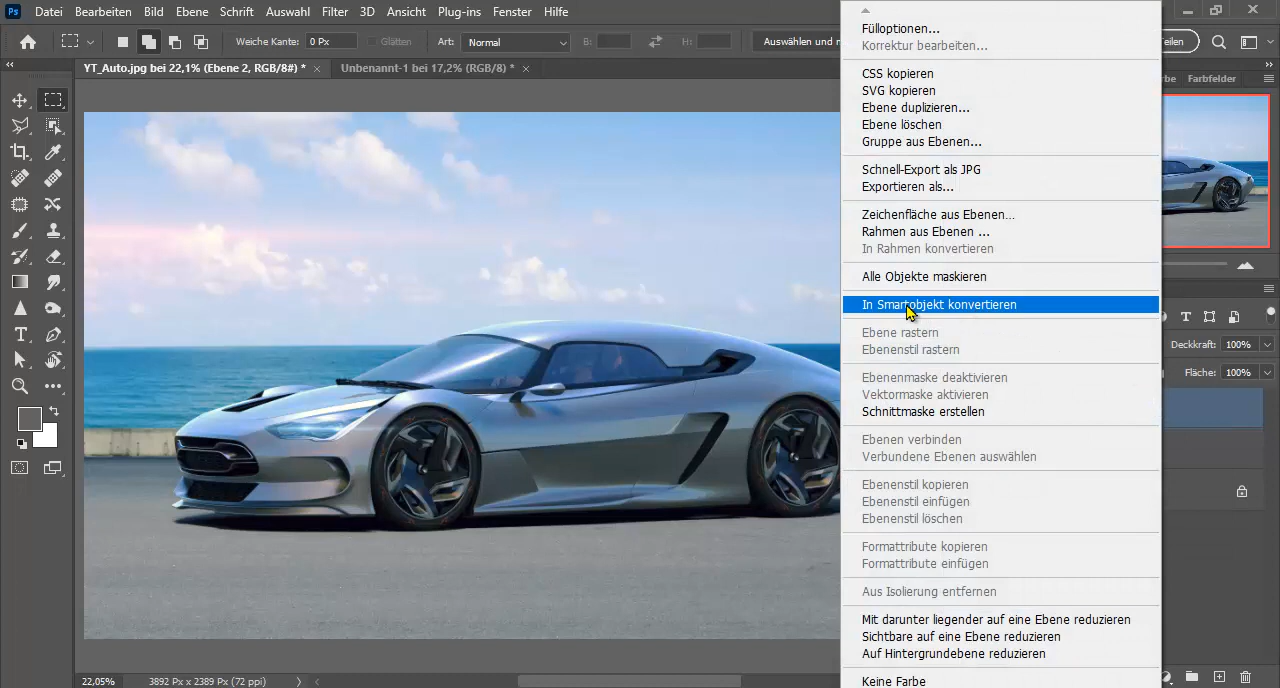 Ps Datei Bearbeiten Bild Ebene Schrift Auswahl Filter 3D Ansicht Plug-ins Fenster Hilfe
Weiche Kante: 0 Px Glätten Art: Normal B: H: Auswählen und m
YT_Auto.jpg bei 22,1% (Ebene 2, RGB/8#) * ×
Unbenannt-1 bei 17,2% (RGB/8) * ×
Fülloptionen...
Korrektur bearbeiten...
CSS kopieren
SVG kopieren
Ebene duplizieren...
Ebene löschen
Gruppe aus Ebenen...
Schnell-Export als JPG
Exportieren als...
Zeichenfläche aus Ebenen...
Rahmen aus Ebenen ...
In Rahmen konvertieren
Alle Objekte maskieren
In Smartobjekt konvertieren
Ebene rastern
Ebenenstil rastern
Ebenenmaske deaktivieren
Vektormaske aktivieren
Schnittmaske erstellen
Ebenen verbinden
Verbundene Ebenen auswählen
Ebenenstil kopieren
Ebenenstil einfügen
Ebenenstil löschen
Formattribute kopieren
Formattribute einfügen
Aus Isolierung entfernen
Mit darunter liegender auf eine Ebene reduzieren
Sichtbare auf eine Ebene reduzieren
Auf Hintergrundebene reduzieren
Keine Farbe
eilen
rbe Farbfelder
Deckkraft: 100%
Fläche: 100%
22,05% 3892 Px x 2389 Px (72 ppi)